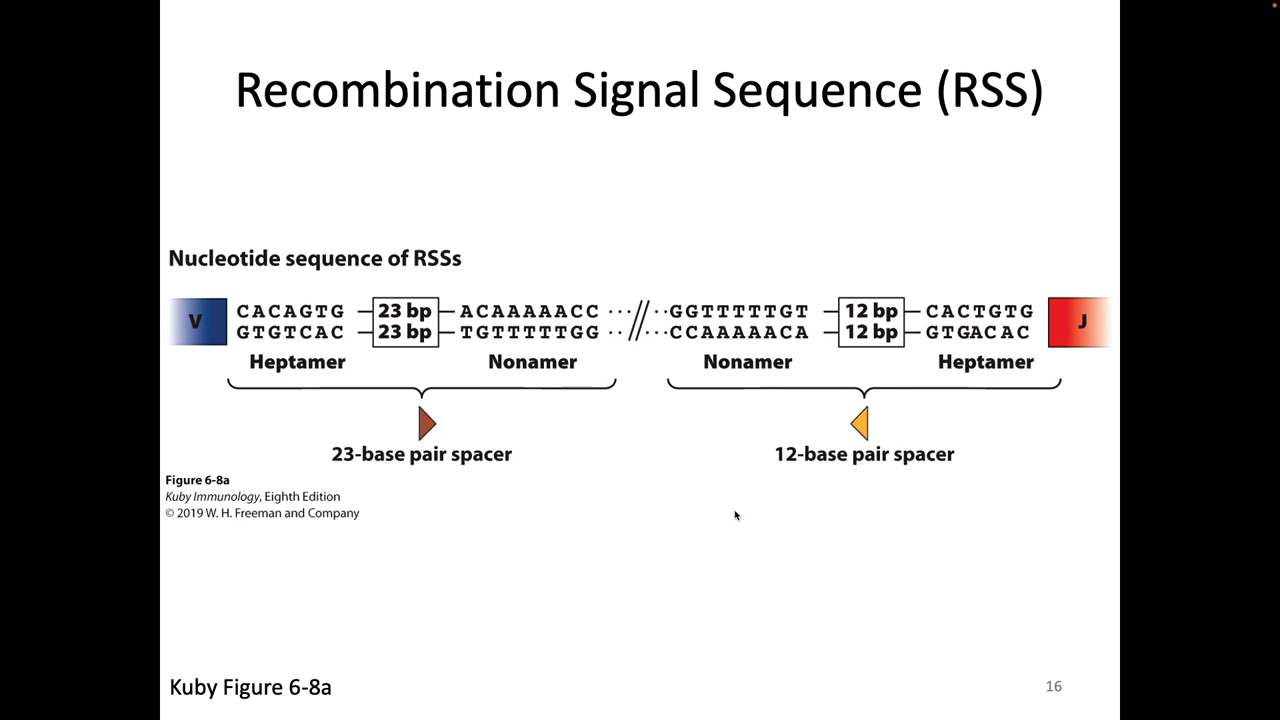 Recombination Signal Sequence (RSS)
Nucleotide sequence of RSSs
V CACAGTG 23 bp ACAAAAACC ··· // ··· GGTTTTTGT 12 bp CACTGTG J
GTGTCAC 23 bp TGTTTTTGG ··· // ··· CCAAAAACA 12 bp GTGACAC
Heptamer Nonamer Nonamer Heptamer
23-base pair spacer 12-base pair spacer
Figure 6-8a
Kuby Immunology, Eighth Edition
© 2019 W. H. Freeman and Company
Kuby Figure 6-8a 16